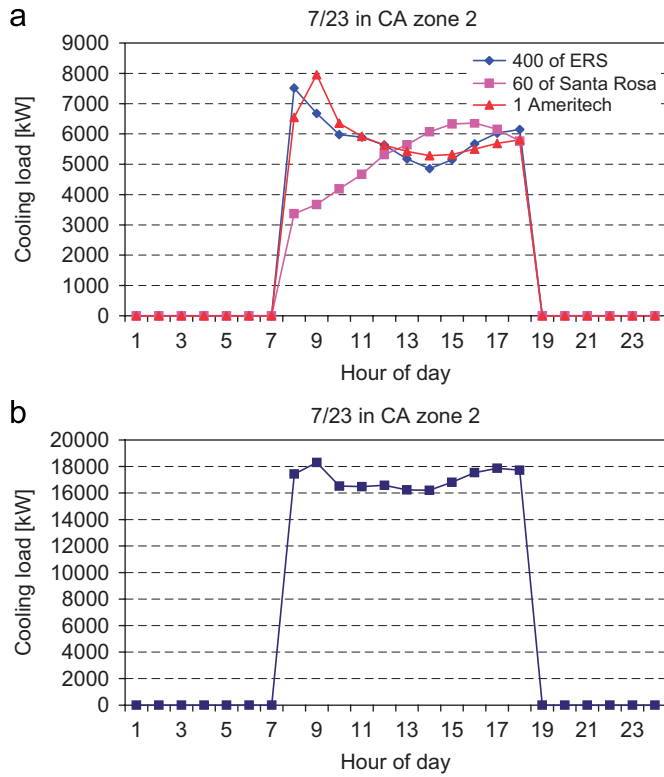 a
7/23 in CA zone 2
9000
8000
7000
6000
5000
4000
3000
2000
1000
0
Cooling load [kW]
400 of ERS
60 of Santa Rosa
1 Ameritech
1 3 5 7 9 11 13 15 17 19 21 23
Hour of day
b
7/23 in CA zone 2
20000
18000
16000
14000
12000
10000
8000
6000
4000
2000
0
Cooling load [kW]
1 3 5 7 9 11 13 15 17 19 21 23
Hour of day